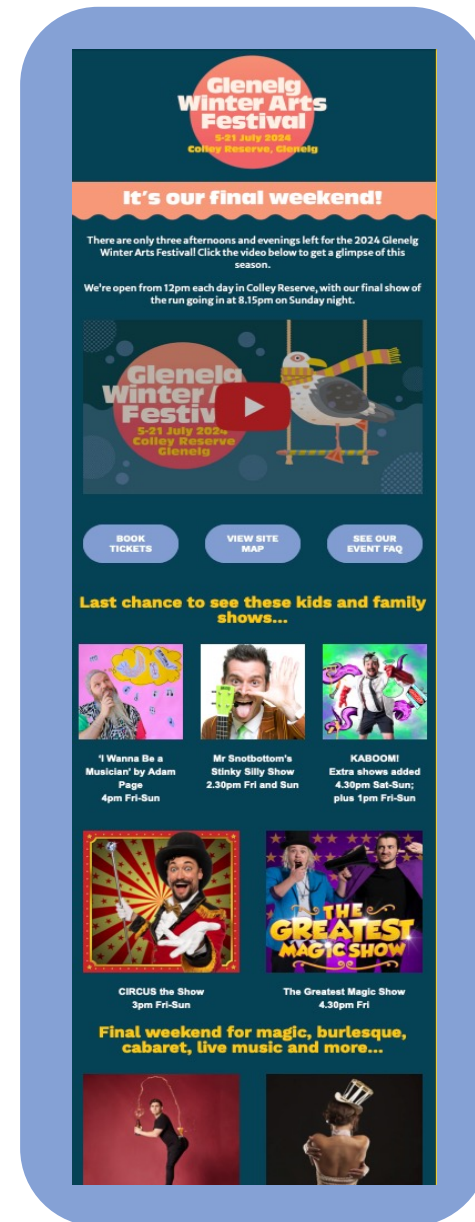 Glenelg
Winter Arts
Festival
5-21 July 2024
Colley Reserve, Glenelg
It's our final weekend!
There are only three afternoons and evenings left for the 2024 Glenelg
Winter Arts Festival! Click the video below to get a glimpse of this
season.
We're open from 12pm each day in Colley Reserve, with our final show of
the run going in at 8.15pm on Sunday night.
Glenelg
Winter A
Festiv
5-21 July 2024
Colley Reserve
Glenelg
BOOK
TICKETS
VIEW SITE
MAP
SEE OUR
EVENT FAQ
Last chance to see these kids and family
shows...
'I Wanna Be a
Musician' by Adam
Page
4pm Fri-Sun
Mr Snotbottom's
Stinky Silly Show
2.30pm Fri and Sun
KABOOM!
Extra shows added
4.30pm Sat-Sun;
plus 1pm Fri-Sun
THE
GREATEST
MAGIC SHOW
CIRCUS the Show
3pm Fri-Sun
The Greatest Magic Show
4.30pm Fri
Final weekend for magic, burlesque,
cabaret, live music and more...